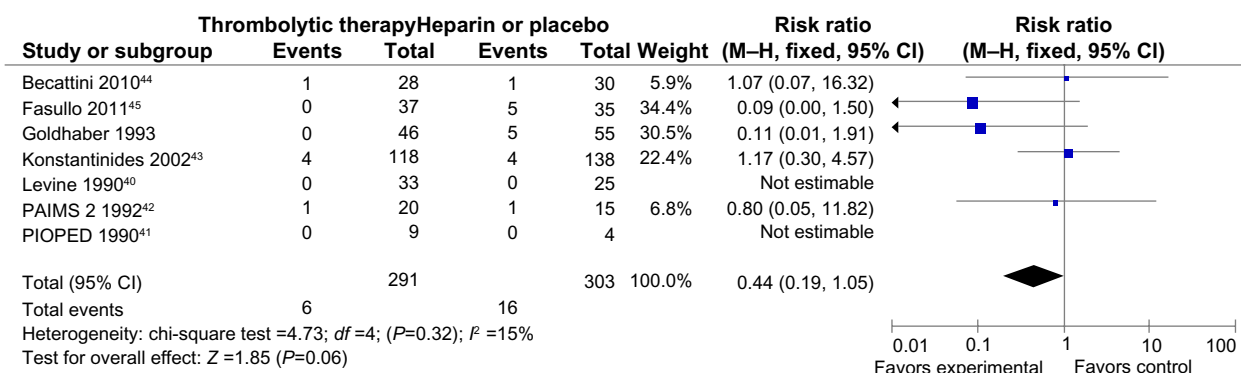 Thrombolytic therapyHeparin or placebo Risk ratio Risk ratio
Study or subgroup Events Total Events Total Weight (M–H, fixed, 95% CI) (M–H, fixed, 95% CI)
Becattini 2010⁴⁴ 1 28 1 30 5.9% 1.07 (0.07, 16.32)
Fasullo 2011⁴⁵ 0 37 5 35 34.4% 0.09 (0.00, 1.50)
Goldhaber 1993 0 46 5 55 30.5% 0.11 (0.01, 1.91)
Konstantinides 2002⁴³ 4 118 4 138 22.4% 1.17 (0.30, 4.57)
Levine 1990⁴⁰ 0 33 0 25 Not estimable
PAIMS 2 1992⁴² 1 20 1 15 6.8% 0.80 (0.05, 11.82)
PIOPED 1990⁴¹ 0 9 0 4 Not estimable
Total (95% CI) 291 303 100.0% 0.44 (0.19, 1.05)
Total events 6 16
Heterogeneity: chi-square test =4.73; df =4; (P=0.32); I² =15%
Test for overall effect: Z =1.85 (P=0.06)
0.01 0.1 1 10 100
Favors experimental Favors control